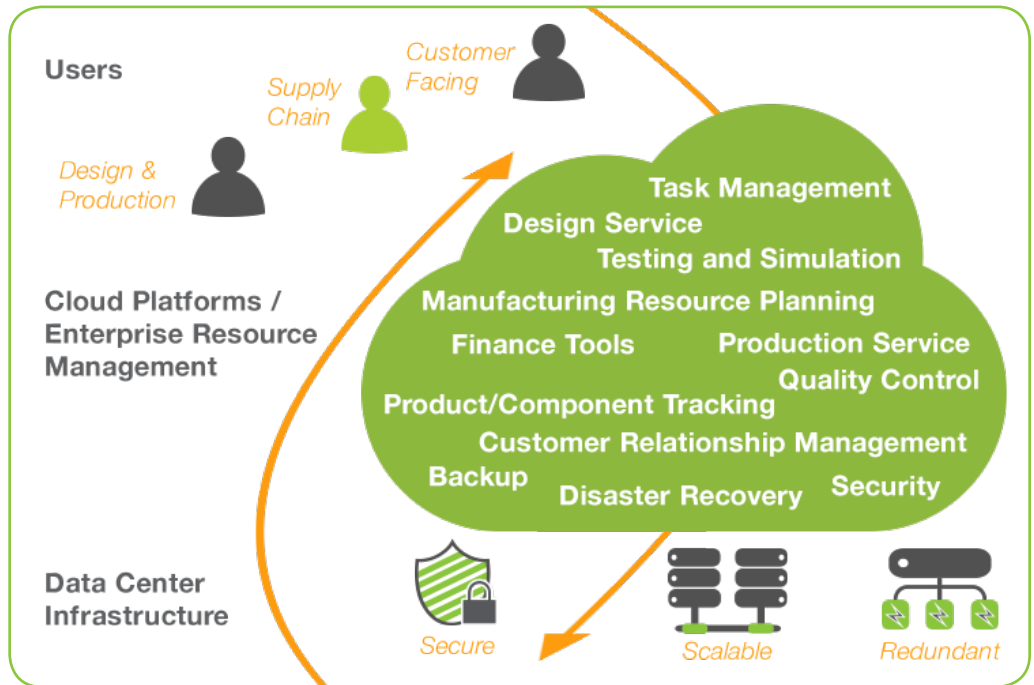 Users
Customer
Facing
Supply
Chain
Design &
Production
Task Management
Design Service
Testing and Simulation
Cloud Platforms /
Enterprise Resource
Management
Manufacturing Resource Planning
Finance Tools
Production Service
Quality Control
Product/Component Tracking
Customer Relationship Management
Backup
Disaster Recovery
Security
Data Center
Infrastructure
Secure
Scalable
Redundant